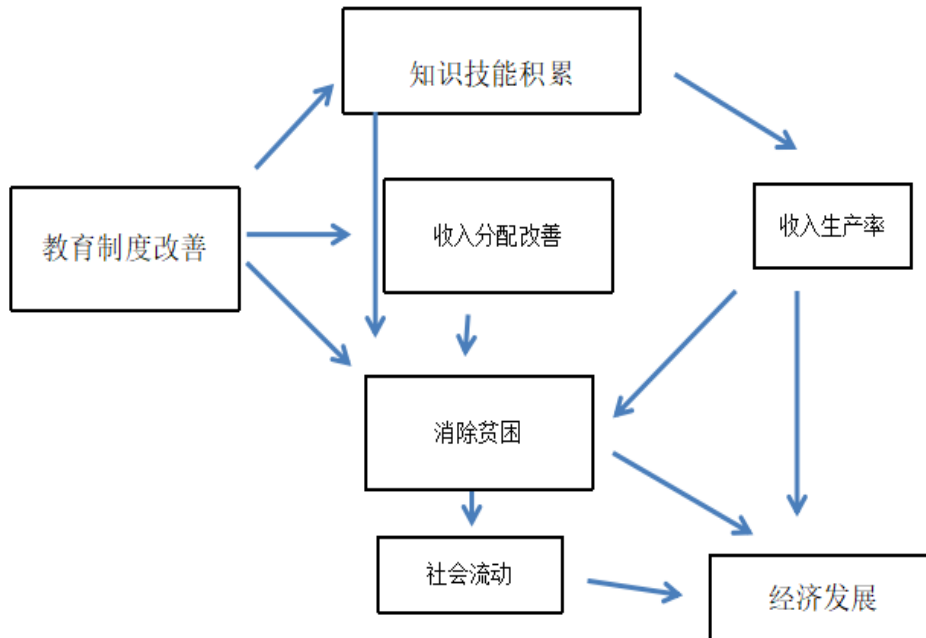 知识技能积累
教育制度改善
收入分配改善
收入生产率
消除贫困
社会流动
经济发展